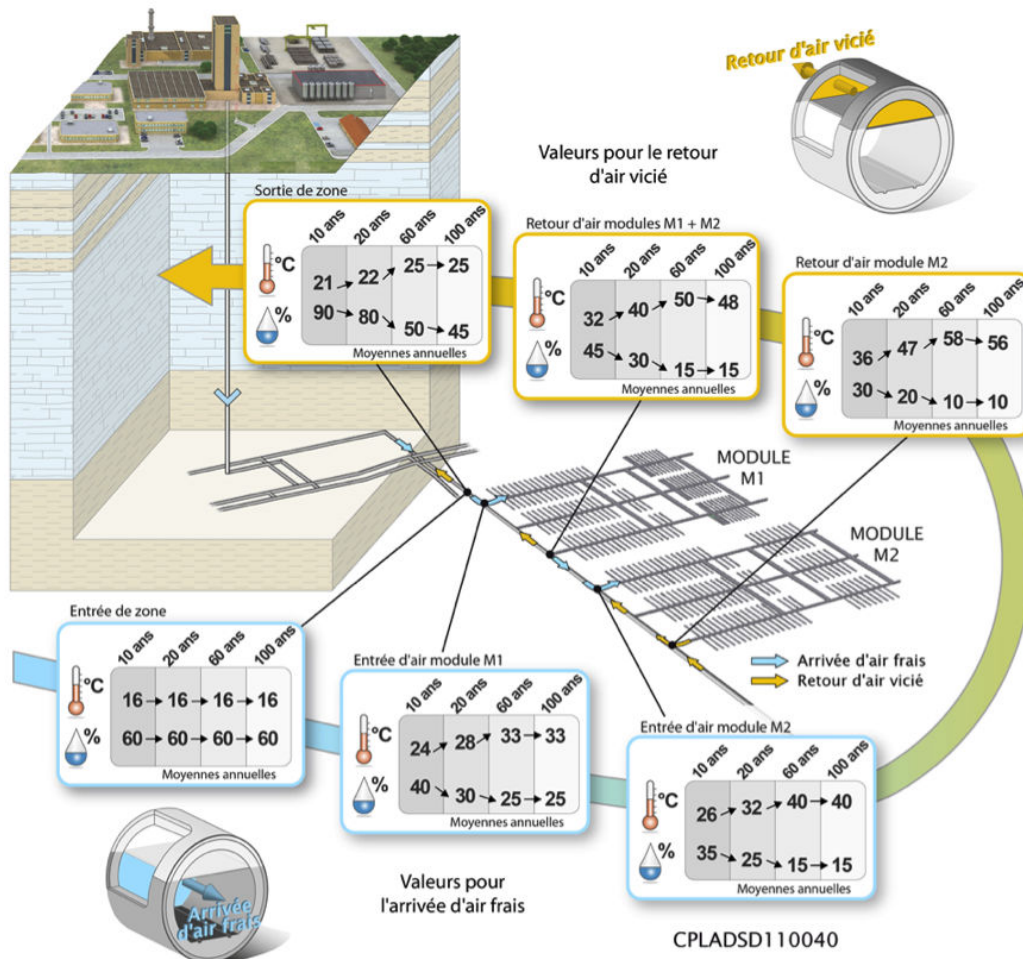 Retour d'air vicié
Valeurs pour le retour
d'air vicié
Sortie de zone
10 ans 20 ans 60 ans 100 ans
°C 21 22 25 25
% 90 80 50 45
Moyennes annuelles
Retour d'air modules M1 + M2
10 ans 20 ans 60 ans 100 ans
°C 32 40 50 48
% 45 30 15 15
Moyennes annuelles
Retour d'air module M2
10 ans 20 ans 60 ans 100 ans
°C 36 47 58 56
% 30 20 10 10
Moyennes annuelles
MODULE
M1
MODULE
M2
Arrivée d'air frais
Retour d'air vicié
Entrée de zone
10 ans 20 ans 60 ans 100 ans
°C 16 16 16 16
% 60 60 60 60
Moyennes annuelles
Entrée d'air module M1
10 ans 20 ans 60 ans 100 ans
°C 24 28 33 33
% 40 30 25 25
Moyennes annuelles
Entrée d'air module M2
10 ans 20 ans 60 ans 100 ans
°C 26 32 40 40
% 35 25 15 15
Moyennes annuelles
Arrivée
d'air frais
Valeurs pour
l'arrivée d'air frais
CPLADSD110040